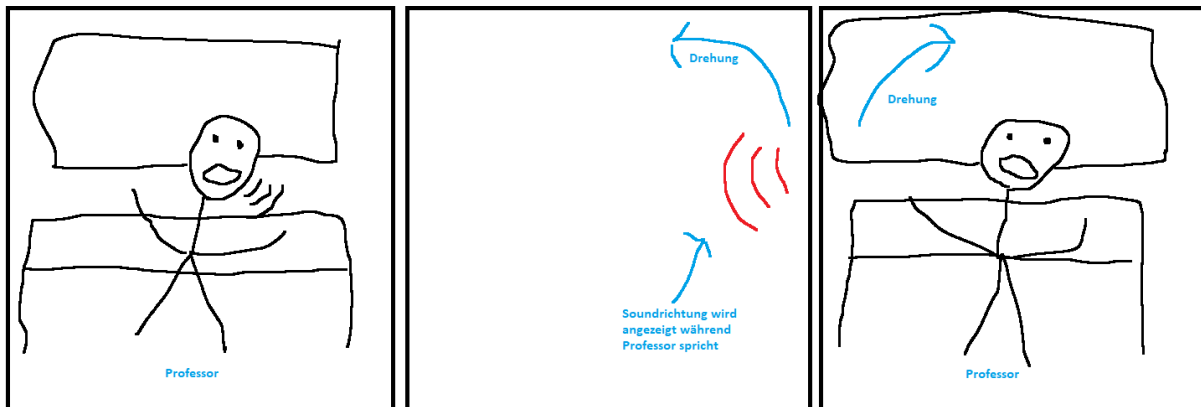 Professor
Drehung
Soundrichtung wird
angezeigt während
Professor spricht
Drehung
Professor